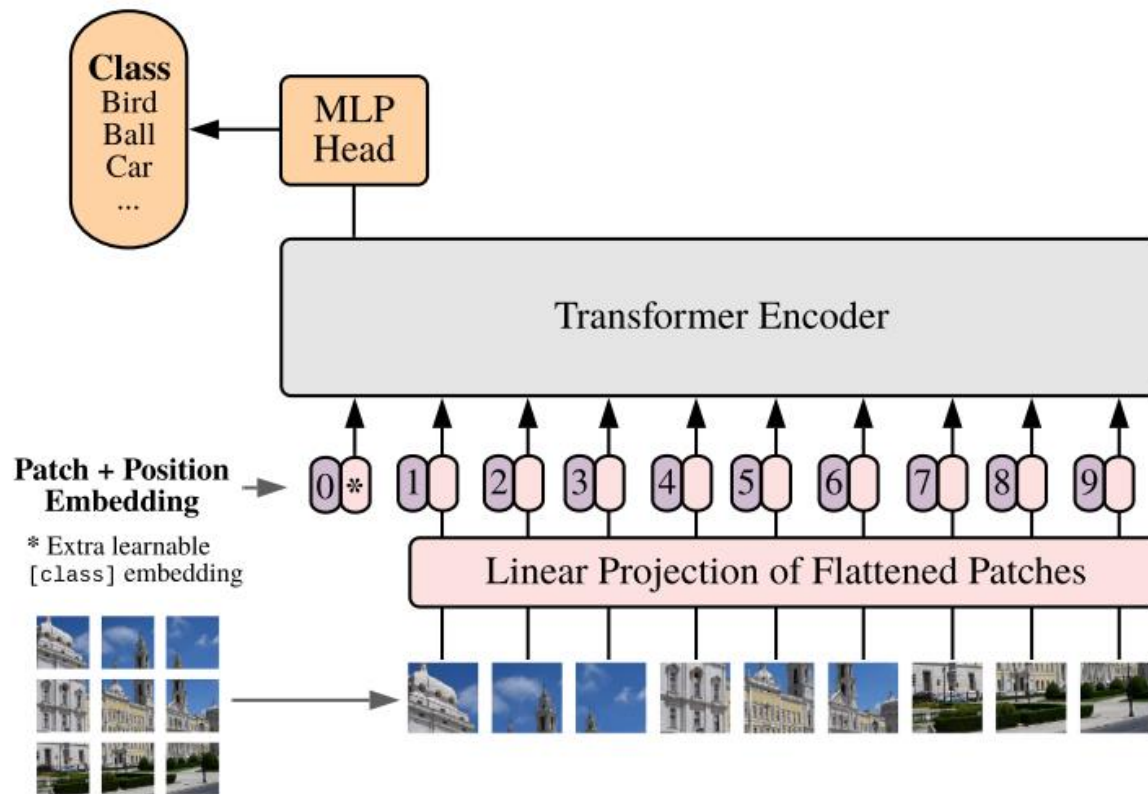 Class
Bird
Ball
Car
...
MLP
Head
Transformer Encoder
Patch + Position
Embedding
* Extra learnable
[class] embedding
0 * 1 2 3 4 5 6 7 8 9
Linear Projection of Flattened Patches